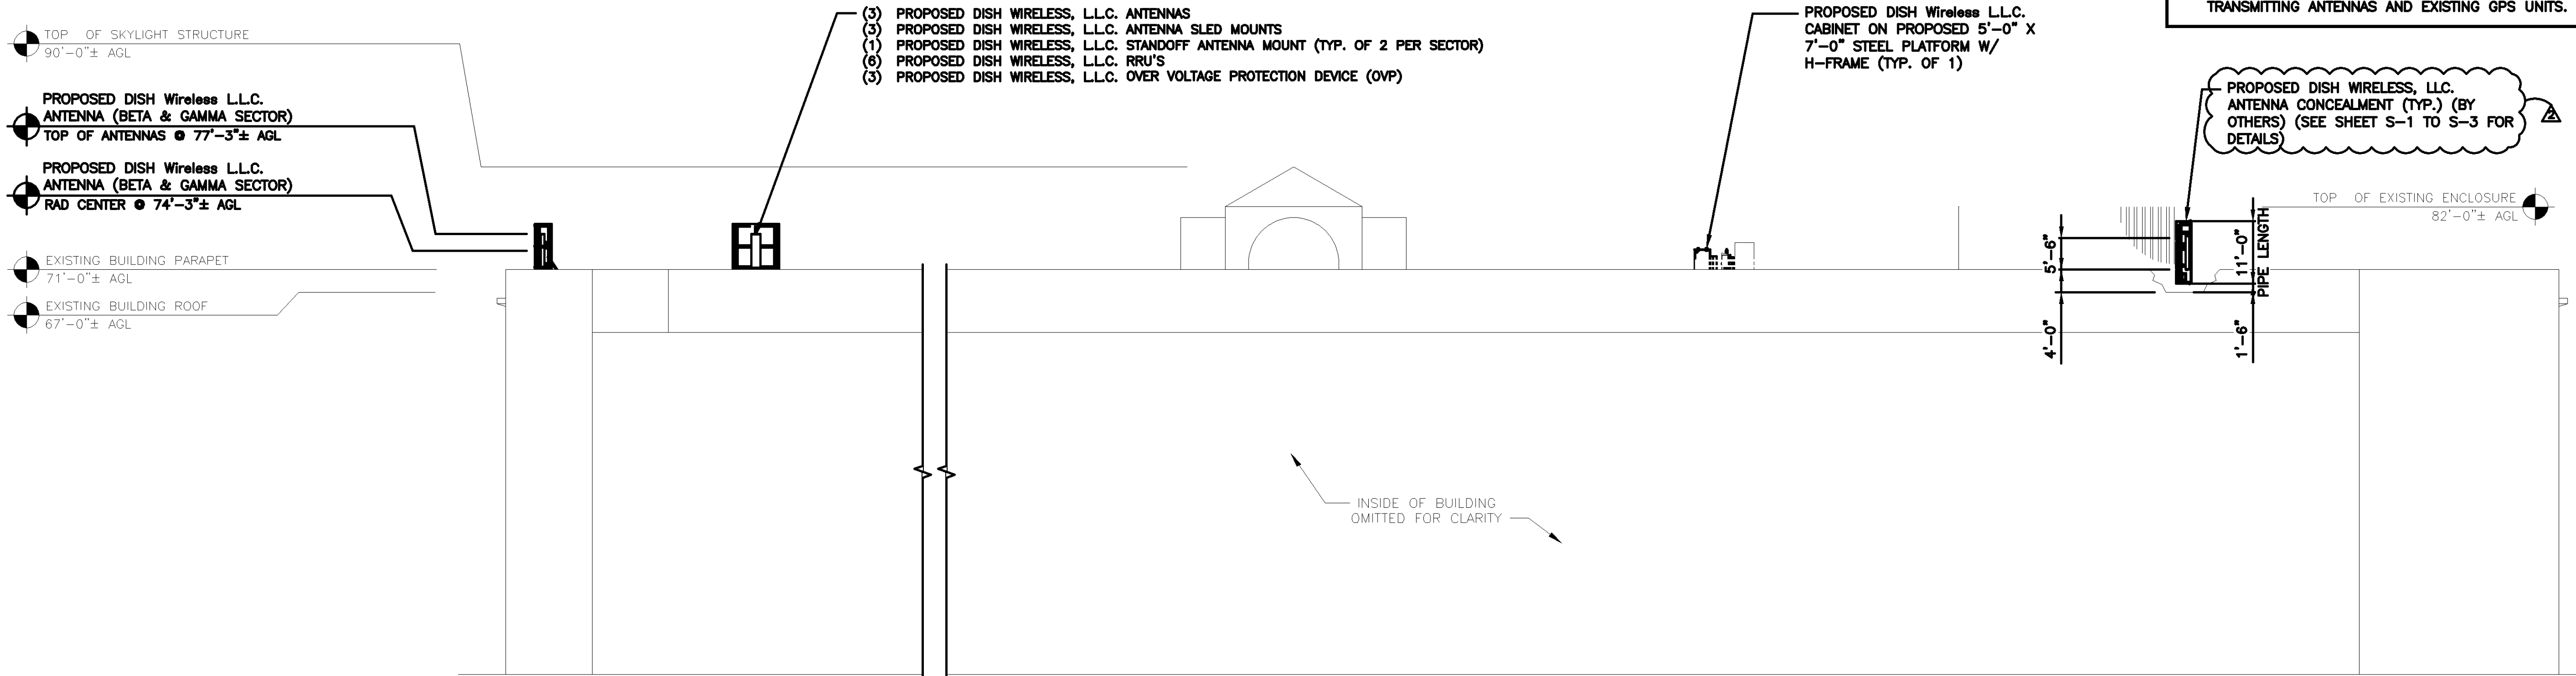 TOP OF SKYLIGHT STRUCTURE
90'-0"± AGL
PROPOSED DISH Wireless L.L.C.
ANTENNA (BETA & GAMMA SECTOR)
TOP OF ANTENNAS @ 77'-3"± AGL
PROPOSED DISH Wireless L.L.C.
ANTENNA (BETA & GAMMA SECTOR)
RAD CENTER @ 74'-3"± AGL
EXISTING BUILDING PARAPET
71'-0"± AGL
EXISTING BUILDING ROOF
67'-0"± AGL
(3) PROPOSED DISH WIRELESS, L.L.C. ANTENNAS
(3) PROPOSED DISH WIRELESS, L.L.C. ANTENNA SLED MOUNTS
(1) PROPOSED DISH WIRELESS, L.L.C. STANDOFF ANTENNA MOUNT (TYP. OF 2 PER SECTOR)
(6) PROPOSED DISH WIRELESS, L.L.C. RRU'S
(3) PROPOSED DISH WIRELESS, L.L.C. OVER VOLTAGE PROTECTION DEVICE (OVP)
PROPOSED DISH Wireless L.L.C.
CABINET ON PROPOSED 5'-0" X
7'-0" STEEL PLATFORM W/
H-FRAME (TYP. OF 1)
TRANSMITTING ANTENNAS AND EXISTING GPS UNITS.
PROPOSED DISH WIRELESS, LLC.
ANTENNA CONCEALMENT (TYP.) (BY
OTHERS) (SEE SHEET S-1 TO S-3 FOR
DETAILS)
2
TOP OF EXISTING ENCLOSURE
82'-0"± AGL
5'-6"
4'-0"
11'-0"
PIPE LENGTH
1'-6"
INSIDE OF BUILDING
OMITTED FOR CLARITY